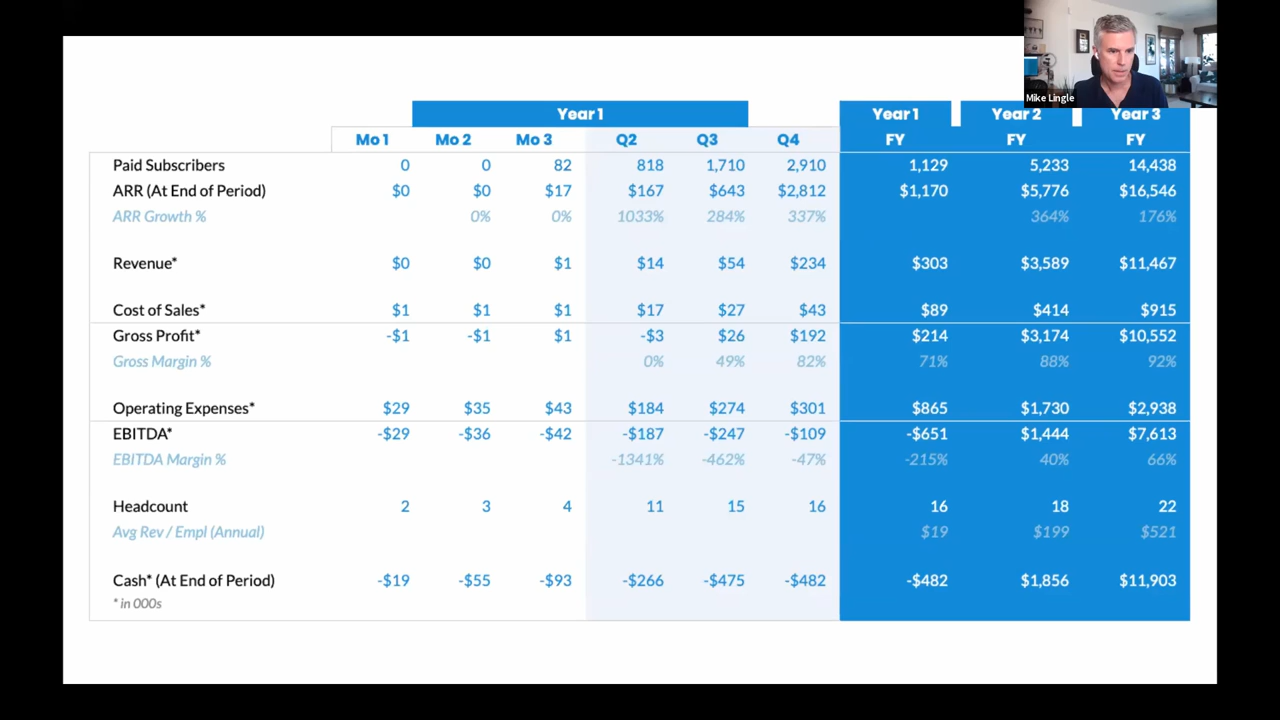 Mike Lingle
Year 1 Year 1 Year 2 Year 3
Mo 1 Mo 2 Mo 3 Q2 Q3 Q4 FY FY FY
Paid Subscribers 0 0 82 818 1,710 2,910 1,129 5,233 14,438
ARR (At End of Period) $0 $0 $17 $167 $643 $2,812 $1,170 $5,776 $16,546
ARR Growth % 0% 0% 1033% 284% 337% 364% 176%
Revenue* $0 $0 $1 $14 $54 $234 $303 $3,589 $11,467
Cost of Sales* $1 $1 $1 $17 $27 $43 $89 $414 $915
Gross Profit* -$1 -$1 $1 -$3 $26 $192 $214 $3,174 $10,552
Gross Margin % 0% 49% 82% 71% 88% 92%
Operating Expenses* $29 $35 $43 $184 $274 $301 $865 $1,730 $2,938
EBITDA* -$29 -$36 -$42 -$187 -$247 -$109 -$651 $1,444 $7,613
EBITDA Margin % -1341% -462% -47% -215% 40% 66%
Headcount 2 3 4 11 15 16 16 18 22
Avg Rev / Empl (Annual) $19 $199 $521
Cash* (At End of Period) -$19 -$55 -$93 -$266 -$475 -$482 -$482 $1,856 $11,903
* in 000s